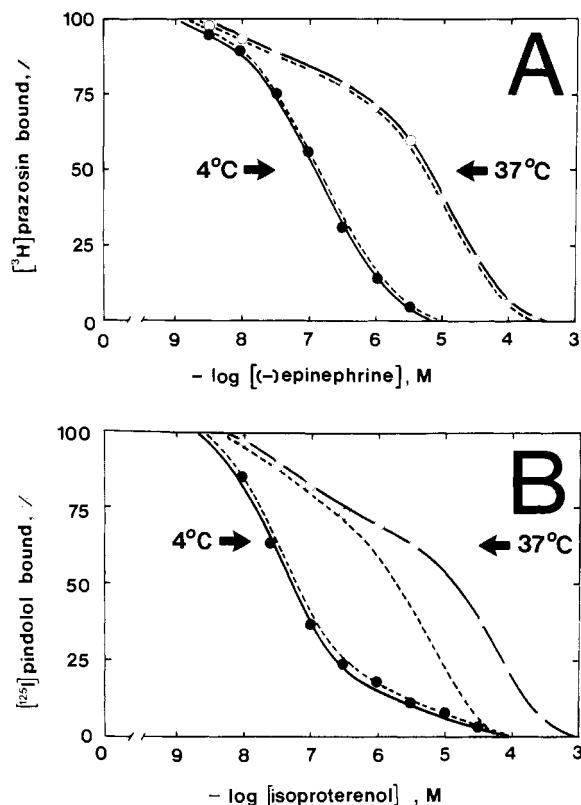 A
100
75
50
25
0
[³H]prazosin bound, %
4°C
37°C
0 9 8 7 6 5 4 3
- log [(-)epinephrine], M
B
100
75
50
25
0
[¹²⁵I]pindolol bound, %
4°C
37°C
0 9 8 7 6 5 4 3
- log [isoproterenol] , M